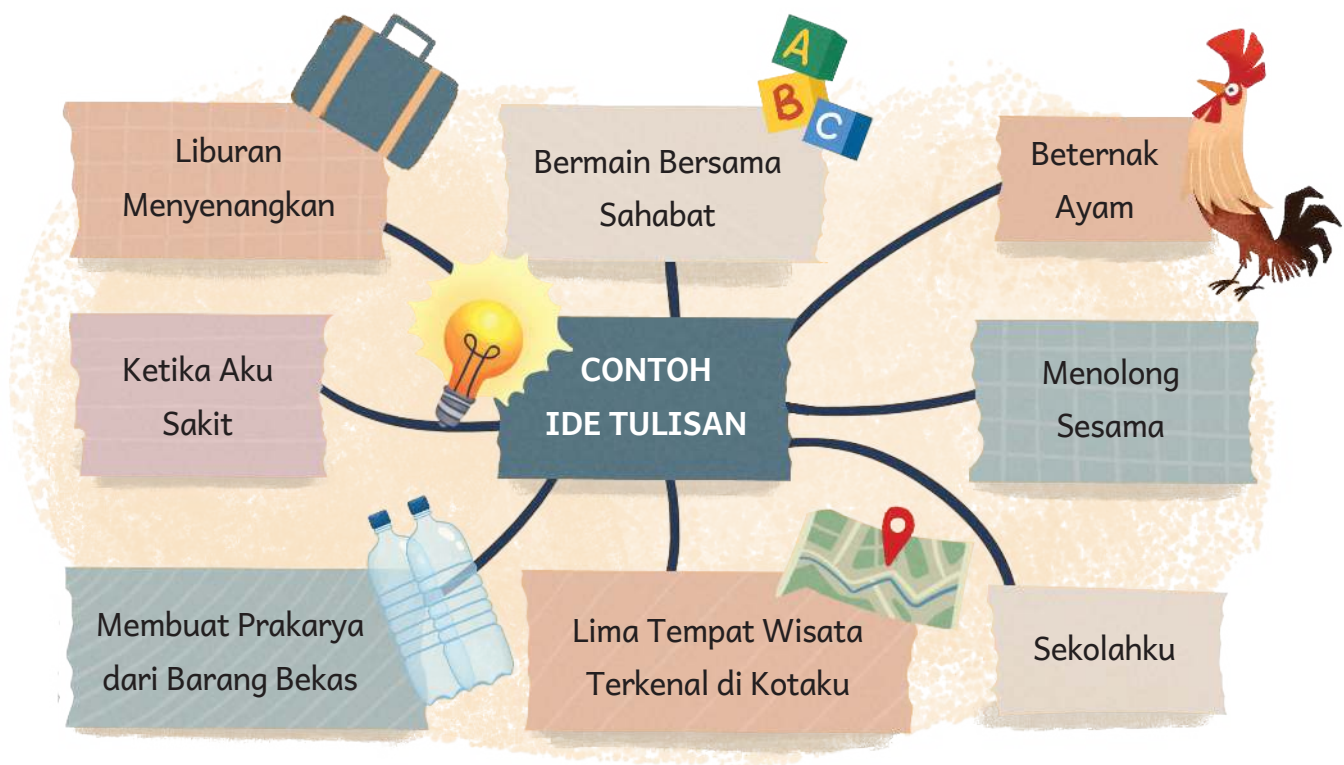 Liburan
Menyenangkan
A
B
C
Bermain Bersama
Sahabat
Beternak
Ayam
Ketika Aku
Sakit
CONTOH
IDE TULISAN
Menolong
Sesama
Membuat Prakarya
dari Barang Bekas
Lima Tempat Wisata
Terkenal di Kotaku
Sekolahku